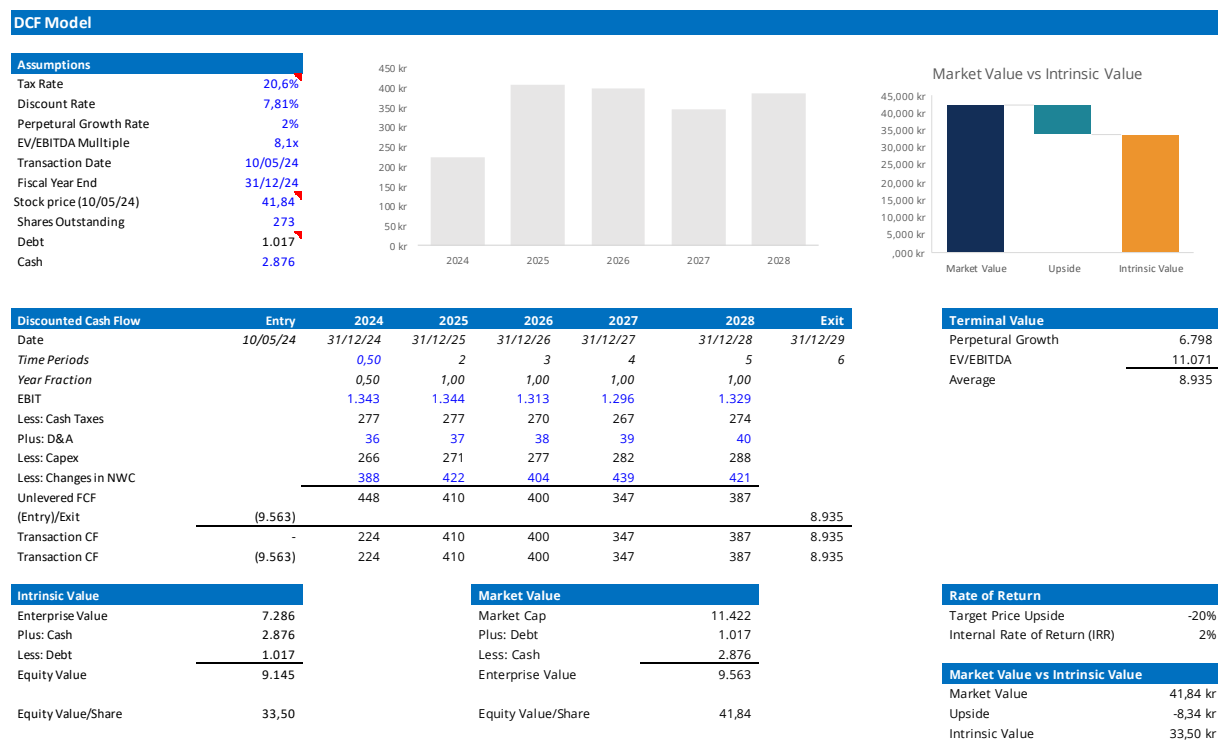 DCF Model
Assumptions
Tax Rate 20,6%
Discount Rate 7,81%
Perpetural Growth Rate 2%
EV/EBITDA Mulltiple 8,1x
Transaction Date 10/05/24
Fiscal Year End 31/12/24
Stock price (10/05/24) 41,84
Shares Outstanding 273
Debt 1.017
Cash 2.876
450 kr
400 kr
350 kr
300 kr
250 kr
200 kr
150 kr
100 kr
50 kr
0 kr
2024 2025 2026 2027 2028
Market Value vs Intrinsic Value
45,000 kr
40,000 kr
35,000 kr
30,000 kr
25,000 kr
20,000 kr
15,000 kr
10,000 kr
5,000 kr
,000 kr
Market Value Upside Intrinsic Value
Discounted Cash Flow Entry 2024 2025 2026 2027 2028 Exit
Date 10/05/24 31/12/24 31/12/25 31/12/26 31/12/27 31/12/28 31/12/29
Time Periods 0,50 2 3 4 5 6
Year Fraction 0,50 1,00 1,00 1,00 1,00
EBIT 1.343 1.344 1.313 1.296 1.329
Less: Cash Taxes 277 277 270 267 274
Plus: D&A 36 37 38 39 40
Less: Capex 266 271 277 282 288
Less: Changes in NWC 388 422 404 439 421
Unlevered FCF 448 410 400 347 387
(Entry)/Exit (9.563) 8.935
Transaction CF - 224 410 400 347 387 8.935
Transaction CF (9.563) 224 410 400 347 387 8.935
Terminal Value
Perpetural Growth 6.798
EV/EBITDA 11.071
Average 8.935
Intrinsic Value
Enterprise Value 7.286
Plus: Cash 2.876
Less: Debt 1.017
Equity Value 9.145
Equity Value/Share 33,50
Market Value
Market Cap 11.422
Plus: Debt 1.017
Less: Cash 2.876
Enterprise Value 9.563
Equity Value/Share 41,84
Rate of Return
Target Price Upside -20%
Internal Rate of Return (IRR) 2%
Market Value vs Intrinsic Value
Market Value 41,84 kr
Upside -8,34 kr
Intrinsic Value 33,50 kr